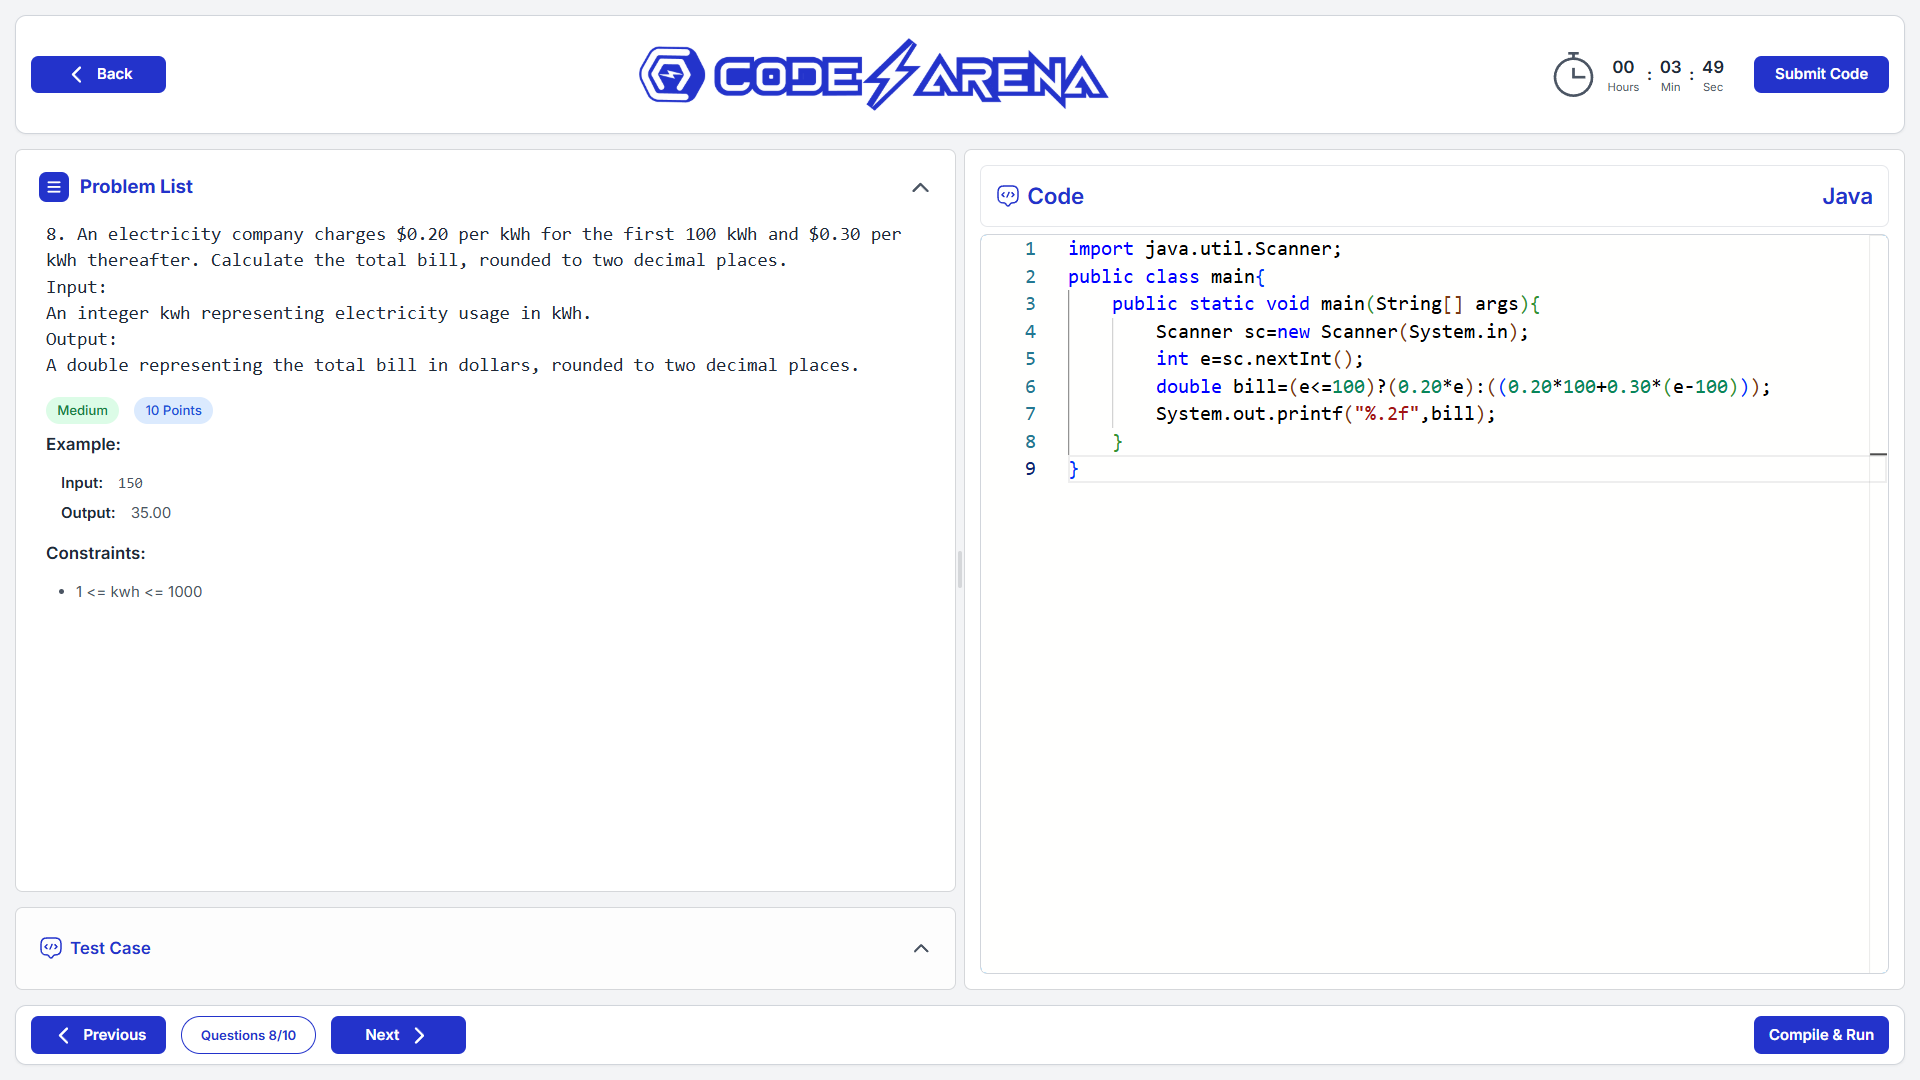 Back
CODE ARENA
00 : 03 : 49
Hours Min Sec
Submit Code
Problem List
8. An electricity company charges $0.20 per kWh for the first 100 kWh and $0.30 per
kWh thereafter. Calculate the total bill, rounded to two decimal places.
Input:
An integer kwh representing electricity usage in kWh.
Output:
A double representing the total bill in dollars, rounded to two decimal places.
Medium 10 Points
Example:
Input: 150
Output: 35.00
Constraints:
• 1 <= kwh <= 1000
Test Case
Code Java
1 import java.util.Scanner;
2 public class main{
3 public static void main(String[] args){
4 Scanner sc=new Scanner(System.in);
5 int e=sc.nextInt();
6 double bill=(e<=100)?(0.20*e):((0.20*100+0.30*(e-100)));
7 System.out.printf("%.2f",bill);
8 }
9 }
Previous
Questions 8/10
Next
Compile & Run